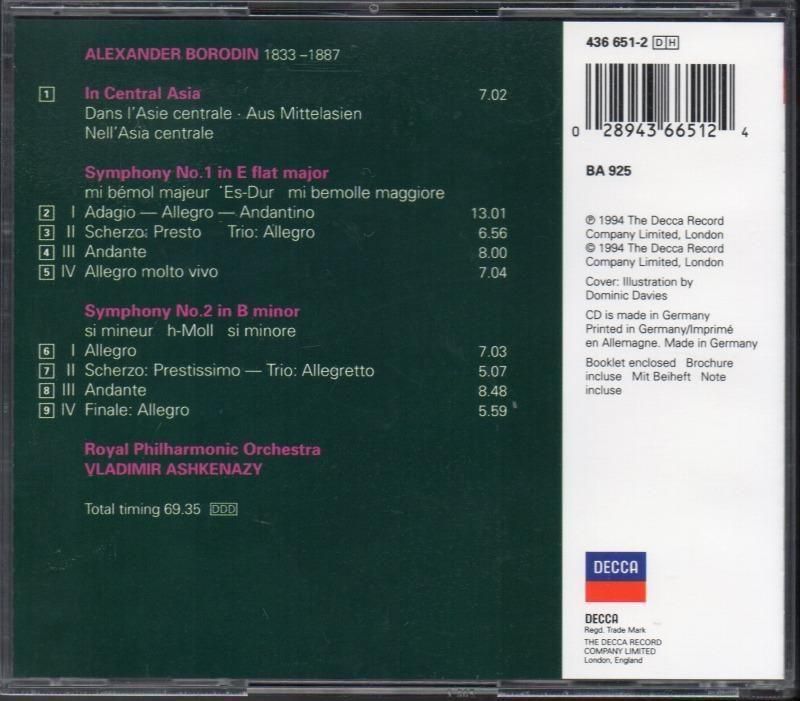 ALEXANDER BORODIN 1833–1887
1 In Central Asia 7.02
Dans l'Asie centrale · Aus Mittelasien
Nell'Asia centrale
Symphony No.1 in E flat major
mi bémol majeur · Es-Dur mi bemolle maggiore
2 I Adagio — Allegro — Andantino 13.01
3 II Scherzo: Presto Trio: Allegro 6.56
4 III Andante 8.00
5 IV Allegro molto vivo 7.04
Symphony No.2 in B minor
si mineur h-Moll si minore
6 I Allegro 7.03
7 II Scherzo: Prestissimo — Trio: Allegretto 5.07
8 III Andante 8.48
9 IV Finale: Allegro 5.59
Royal Philharmonic Orchestra
VLADIMIR ASHKENAZY
Total timing 69.35 DDD
436 651-2 DH
0 28943 66512 4
BA 925
℗ 1994 The Decca Record
Company Limited, London
© 1994 The Decca Record
Company Limited, London
Cover: Illustration by
Dominic Davies
CD is made in Germany
Printed in Germany/Imprimé
en Allemagne. Made in Germany
Booklet enclosed Brochure
incluse Mit Beiheft Note
incluse
DECCA
DECCA
Regd. Trade Mark
THE DECCA RECORD
COMPANY LIMITED
London, England